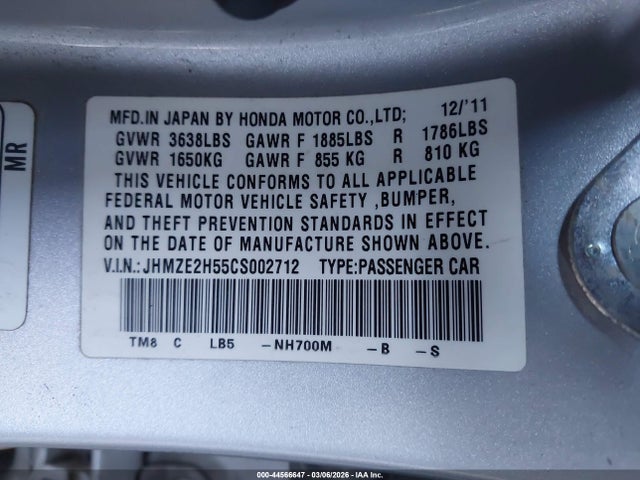 MFD.IN JAPAN BY HONDA MOTOR CO.,LTD; 12/'11
GVWR 3638LBS GAWR F 1885LBS R 1786LBS
GVWR 1650KG GAWR F 855 KG R 810 KG
THIS VEHICLE CONFORMS TO ALL APPLICABLE
FEDERAL MOTOR VEHICLE SAFETY ,BUMPER,
AND THEFT PREVENTION STANDARDS IN EFFECT
ON THE DATE OF MANUFACTURE SHOWN ABOVE.
V.I.N.:JHMZE2H55CS002712 TYPE:PASSENGER CAR
TM8 C LB5 -NH700M -B -S
MR
000-44566647 - 03/06/2026 - IAA Inc.